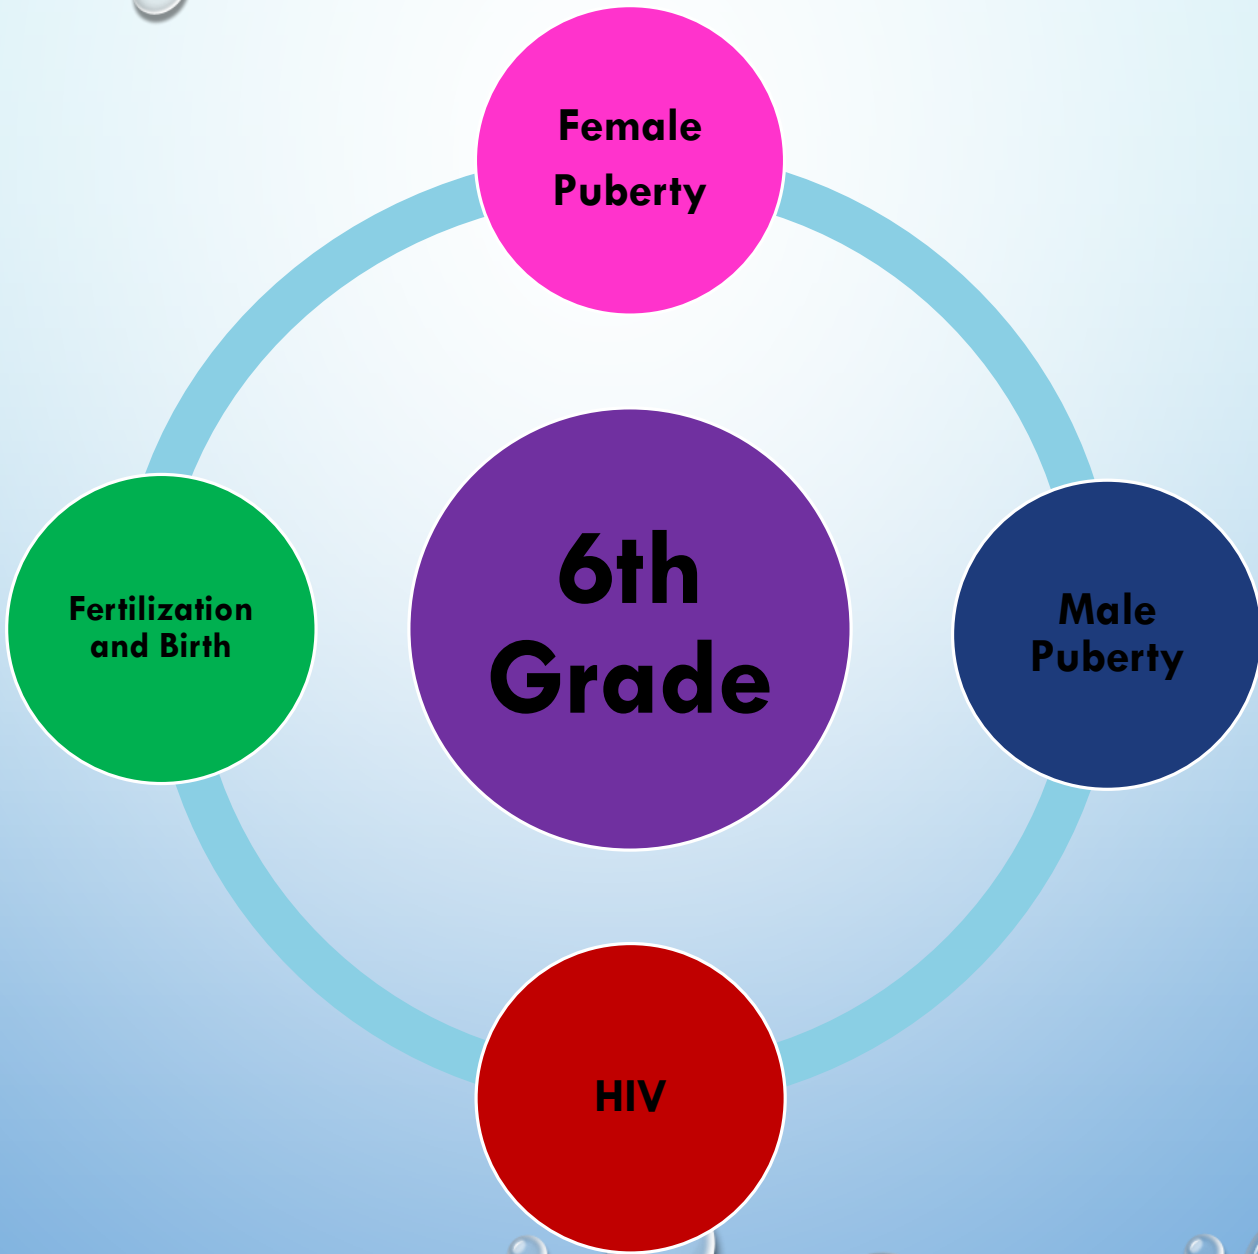 Female
Puberty
6th
Grade
Fertilization
and Birth
Male
Puberty
HIV